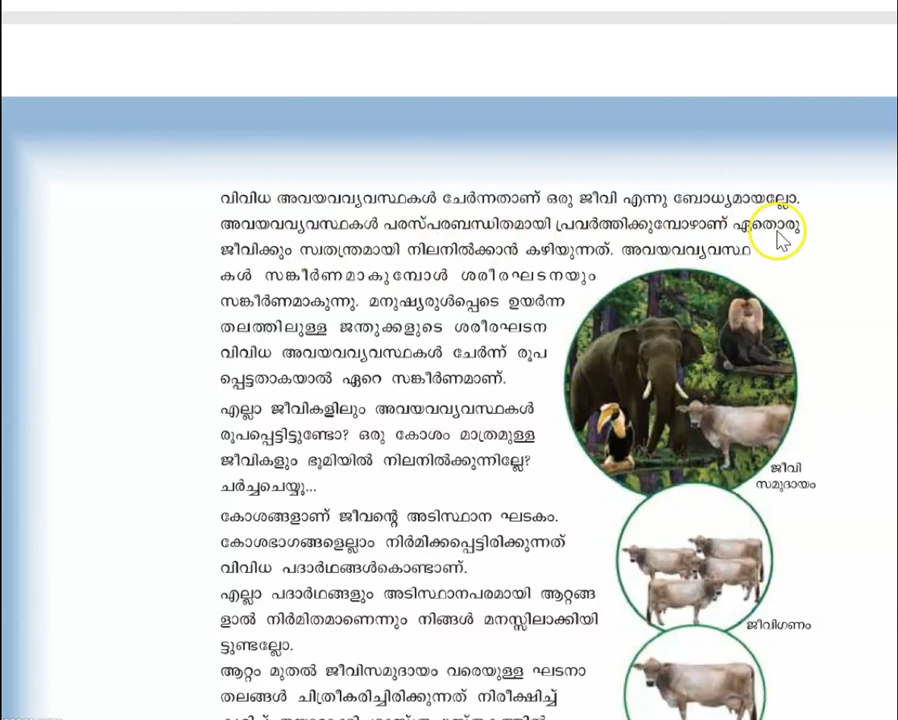 വിവിധ അവയവവ്യവസ്ഥകൾ ചേർന്നതാണ് ഒരു ജീവി എന്നു ബോധ്യമായല്ലോ.
അവയവവ്യവസ്ഥകൾ പരസ്പരബന്ധിതമായി പ്രവർത്തിക്കുമ്പോഴാണ് ഏതൊരു
ജീവിക്കും സ്വതന്ത്രമായി നിലനിൽക്കാൻ കഴിയുന്നത്. അവയവവ്യവസ്ഥ
കൾ സങ്കീർണമാകുമ്പോൾ ശരീരഘടനയും
സങ്കീർണമാകുന്നു. മനുഷ്യരുൾപ്പെടെ ഉയർന്ന
തലത്തിലുള്ള ജന്തുക്കളുടെ ശരീരഘടന
വിവിധ അവയവവ്യവസ്ഥകൾ ചേർന്ന് രൂപ
പ്പെട്ടതാകയാൽ ഏറെ സങ്കീർണമാണ്.
എല്ലാ ജീവികളിലും അവയവവ്യവസ്ഥകൾ
രൂപപ്പെട്ടിട്ടുണ്ടോ? ഒരു കോശം മാത്രമുള്ള
ജീവികളും ഭൂമിയിൽ നിലനിൽക്കുന്നില്ലേ?
ചർച്ചചെയ്യൂ...
കോശങ്ങളാണ് ജീവന്റെ അടിസ്ഥാന ഘടകം.
കോശഭാഗങ്ങളെല്ലാം നിർമിക്കപ്പെട്ടിരിക്കുന്നത്
വിവിധ പദാർഥങ്ങൾകൊണ്ടാണ്.
എല്ലാ പദാർഥങ്ങളും അടിസ്ഥാനപരമായി ആറ്റങ്ങ
ളാൽ നിർമിതമാണെന്നും നിങ്ങൾ മനസ്സിലാക്കിയി
ട്ടുണ്ടല്ലോ.
ആറ്റം മുതൽ ജീവിസമുദായം വരെയുള്ള ഘടനാ
തലങ്ങൾ ചിത്രീകരിച്ചിരിക്കുന്നത് നിരീക്ഷിച്ച്
ജീവി
സമുദായം
ജീവിഗണം